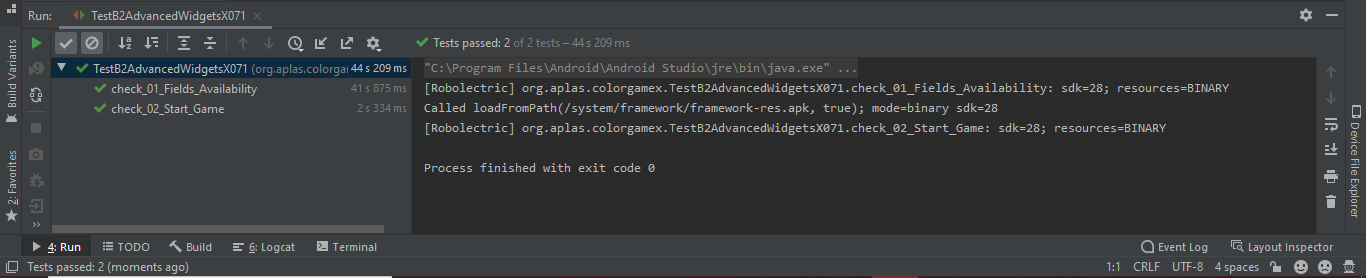 Run:
TestB2AdvancedWidgetsX071
Tests passed: 2 of 2 tests – 44 s 209 ms
TestB2AdvancedWidgetsX071 (org.aplas.colorgar 44 s 209 ms
check_01_Fields_Availability 41 s 875 ms
check_02_Start_Game 2 s 334 ms
"C:\Program Files\Android\Android Studio\jre\bin\java.exe" ...
[Robolectric] org.aplas.colorgamex.TestB2AdvancedWidgetsX071.check_01_Fields_Availability: sdk=28; resources=BINARY
Called loadFromPath(/system/framework/framework-res.apk, true); mode=binary sdk=28
[Robolectric] org.aplas.colorgamex.TestB2AdvancedWidgetsX071.check_02_Start_Game: sdk=28; resources=BINARY
Process finished with exit code 0
Build Variants
2: Favorites
Device File Explorer
4: Run
TODO
Build
6: Logcat
Terminal
Event Log
Layout Inspector
Tests passed: 2 (moments ago)
1:1
CRLF
UTF-8
4 spaces